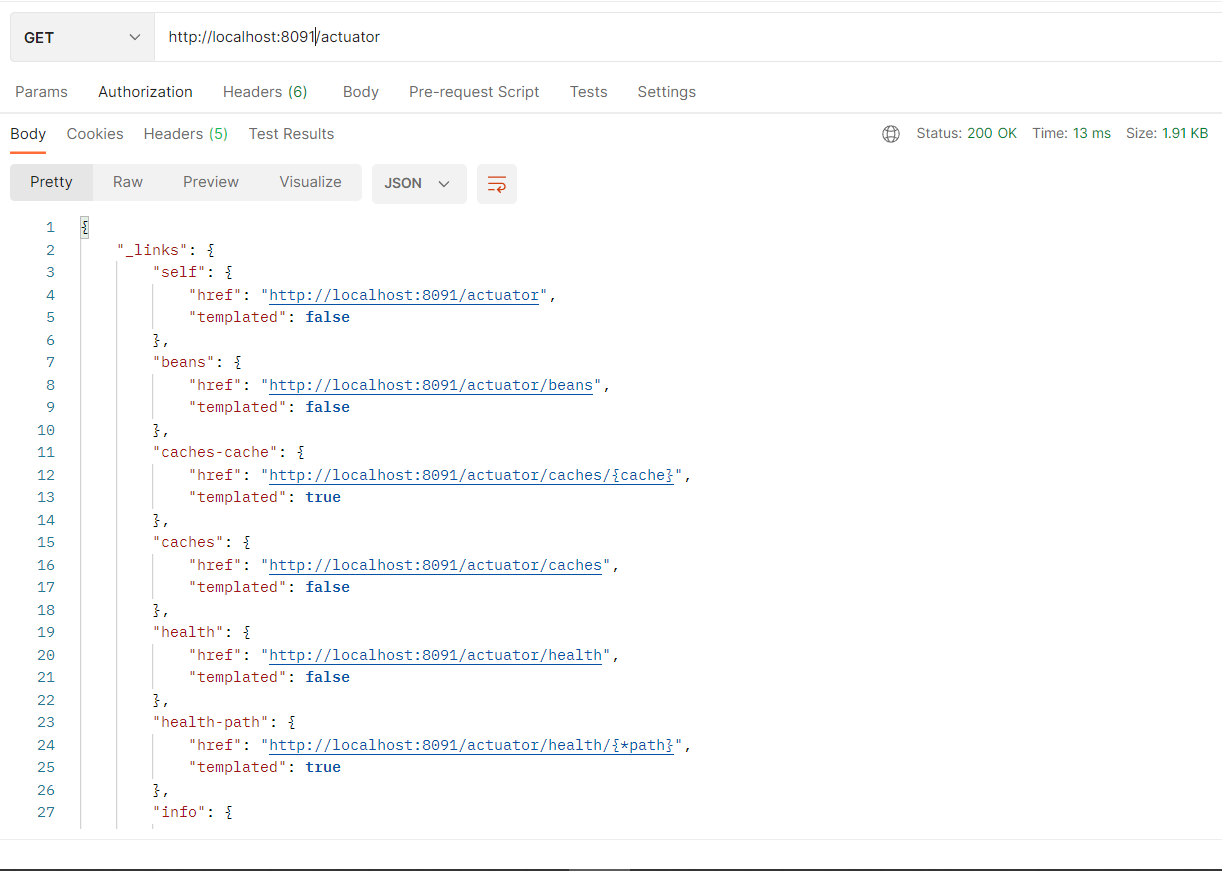 GET http://localhost:8091/actuator
Params Authorization Headers (6) Body Pre-request Script Tests Settings
Body Cookies Headers (5) Test Results Status: 200 OK Time: 13 ms Size: 1.91 KB
Pretty Raw Preview Visualize JSON
1 {
2 "_links": {
3 "self": {
4 "href": "http://localhost:8091/actuator",
5 "templated": false
6 },
7 "beans": {
8 "href": "http://localhost:8091/actuator/beans",
9 "templated": false
10 },
11 "caches-cache": {
12 "href": "http://localhost:8091/actuator/caches/{cache}",
13 "templated": true
14 },
15 "caches": {
16 "href": "http://localhost:8091/actuator/caches",
17 "templated": false
18 },
19 "health": {
20 "href": "http://localhost:8091/actuator/health",
21 "templated": false
22 },
23 "health-path": {
24 "href": "http://localhost:8091/actuator/health/{*path}",
25 "templated": true
26 },
27 "info": {